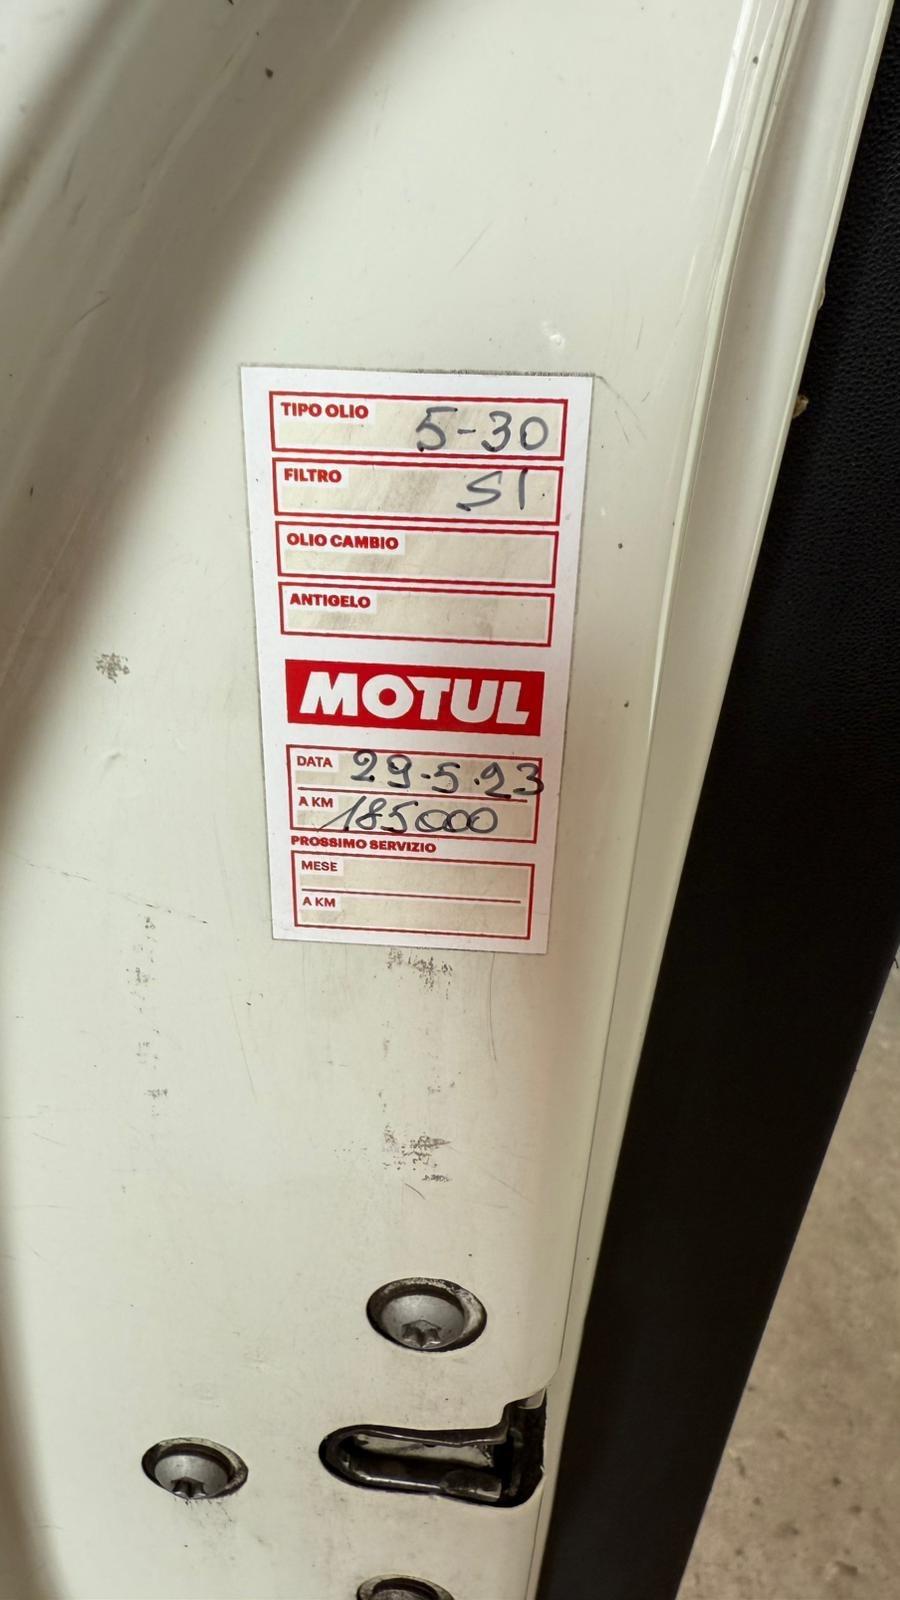 TIPO OLIO 5-30
FILTRO SI
OLIO CAMBIO
ANTIGELO
MOTUL
DATA 29.5.23
A KM 185000
PROSSIMO SERVIZIO
MESE
A KM